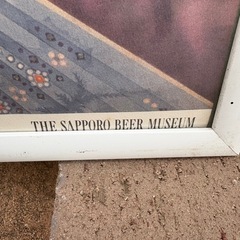 THE SAPPORO BEER MUSEUM